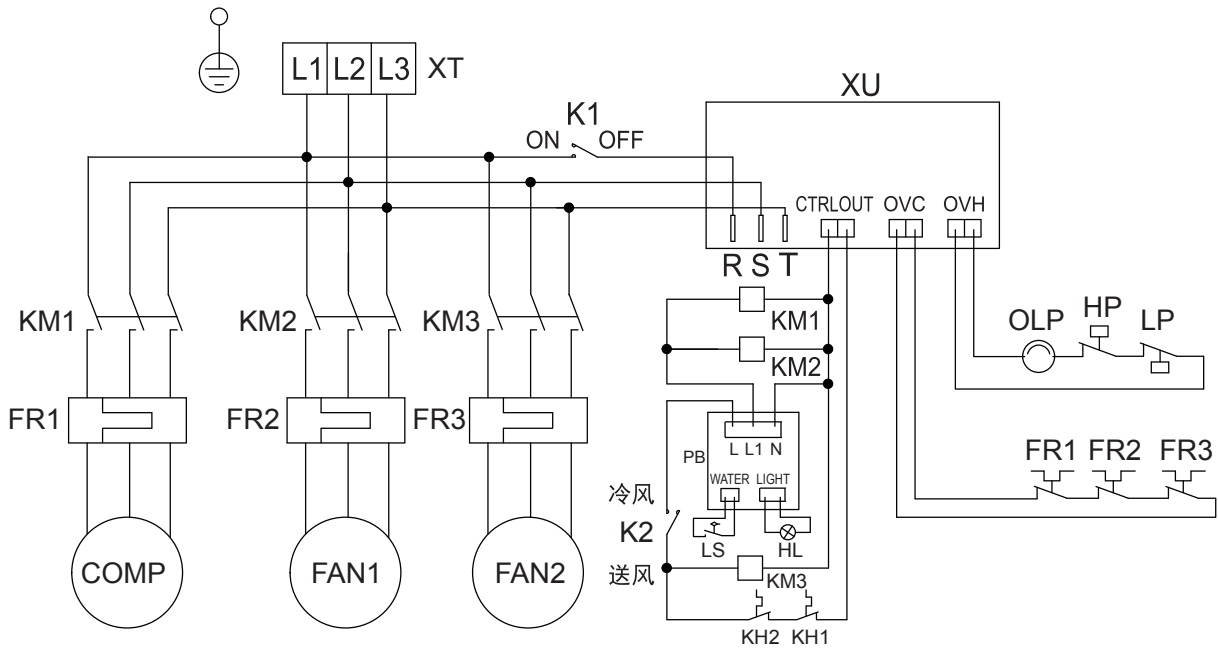 L1 L2 L3 XT
XU
K1
ON OFF
CTRLOUT OVC OVH
R S T
KM1 KM2 KM3
KM1
OLP HP LP
KM2
FR1 FR2 FR3
L L1 N
PB
FR1 FR2 FR3
WATER LIGHT
冷风
K2
LS HL
送风
COMP FAN1 FAN2
KM3
KH2 KH1